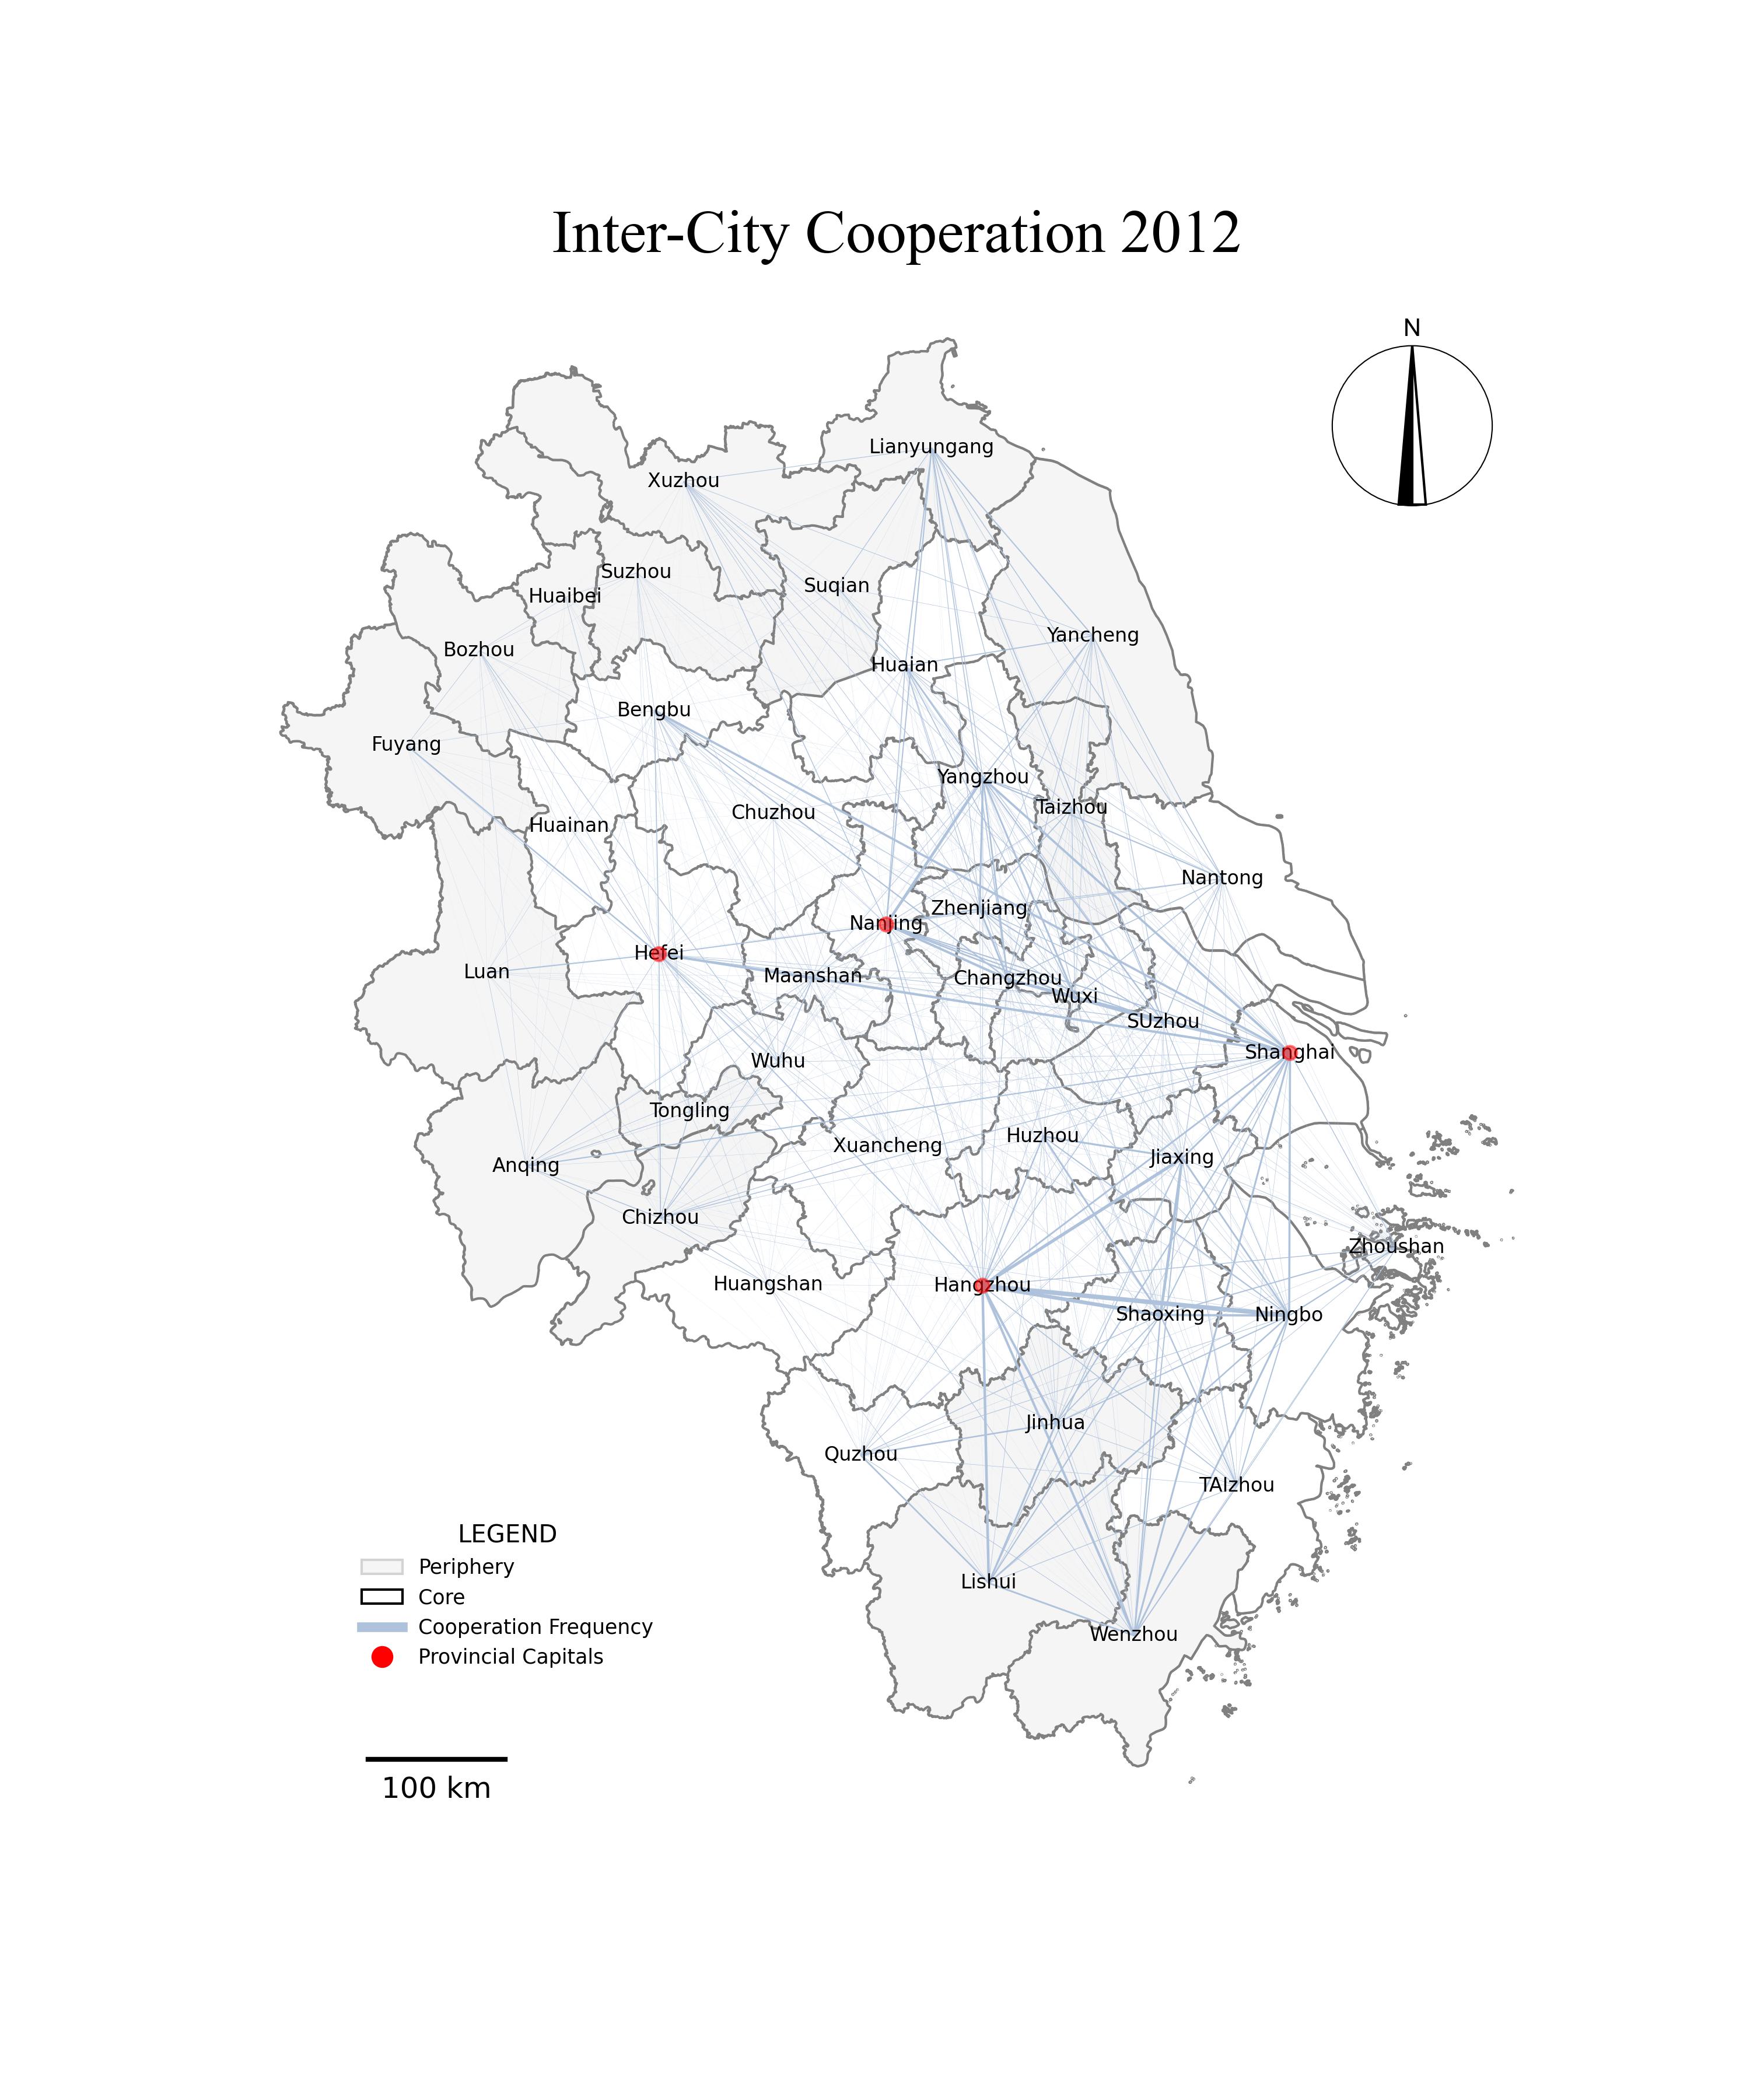 Inter-City Cooperation 2012
N
Lianyungang
Xuzhou
Suzhou
Suqian
Huaibei
Yancheng
Bozhou
Huaian
Bengbu
Fuyang
Yangzhou
Taizhou
Chuzhou
Huainan
Nantong
Zhenjiang
Nanjing
Hefei
Luan
Maanshan
Changzhou
Wuxi
SUzhou
Shanghai
Wuhu
Tongling
Huzhou
Xuancheng
Jiaxing
Anqing
Chizhou
Zhoushan
Huangshan
Hangzhou
Shaoxing
Ningbo
Jinhua
Quzhou
TAIzhou
Lishui
Wenzhou
LEGEND
Periphery
Core
Cooperation Frequency
Provincial Capitals
100 km